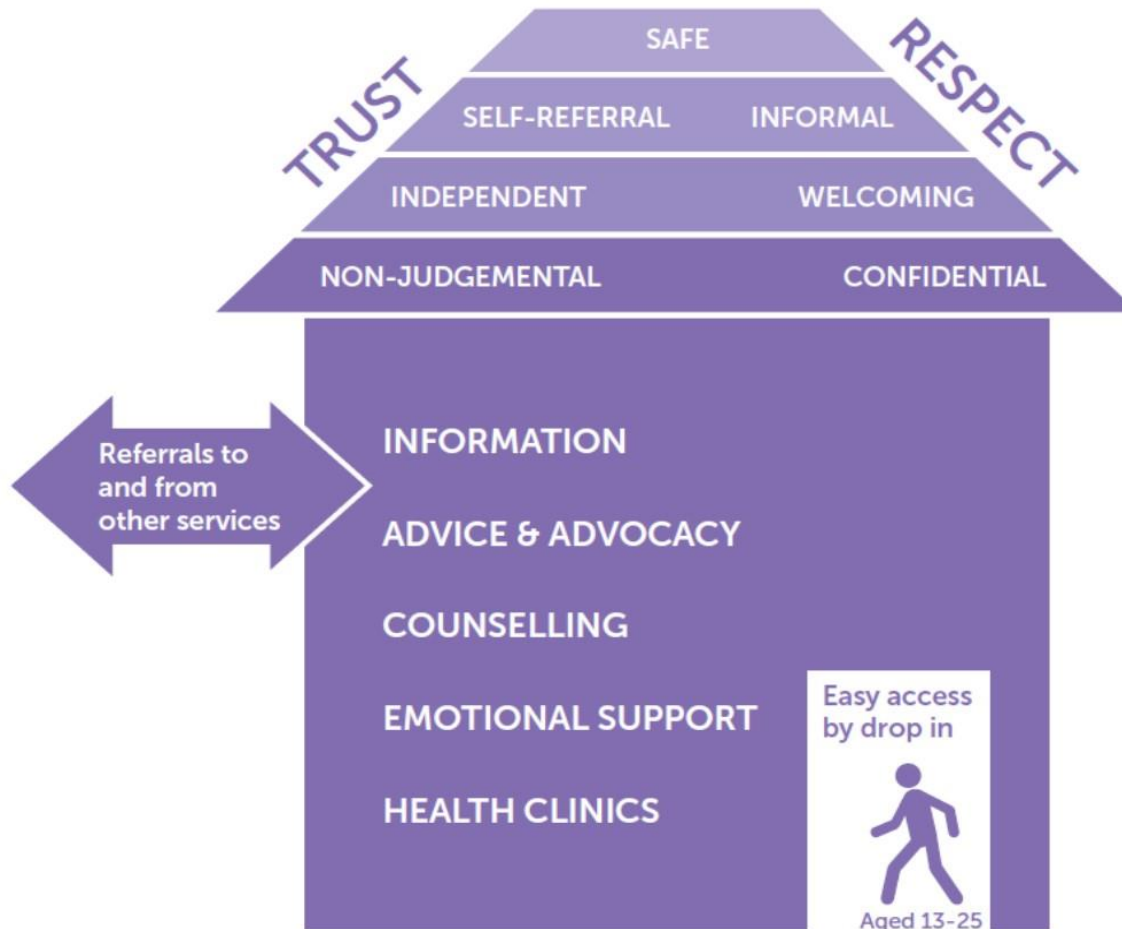 TRUST
RESPECT
SAFE
SELF-REFERRAL INFORMAL
INDEPENDENT WELCOMING
NON-JUDGEMENTAL CONFIDENTIAL
Referrals to
and from
other services
INFORMATION
ADVICE & ADVOCACY
COUNSELLING
EMOTIONAL SUPPORT
HEALTH CLINICS
Easy access
by drop in
Aged 13-25